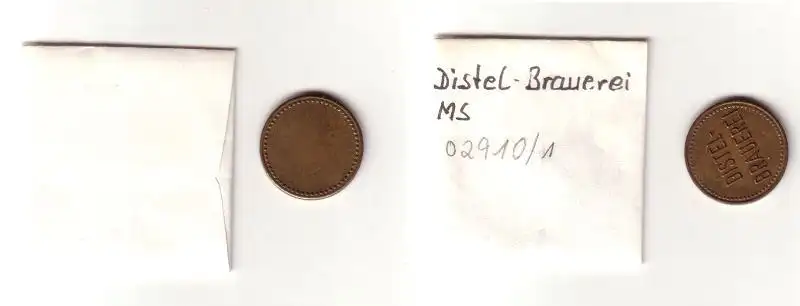 Distel-Brauerei
MS
02910/1
DISTEL-
BRAUEREI